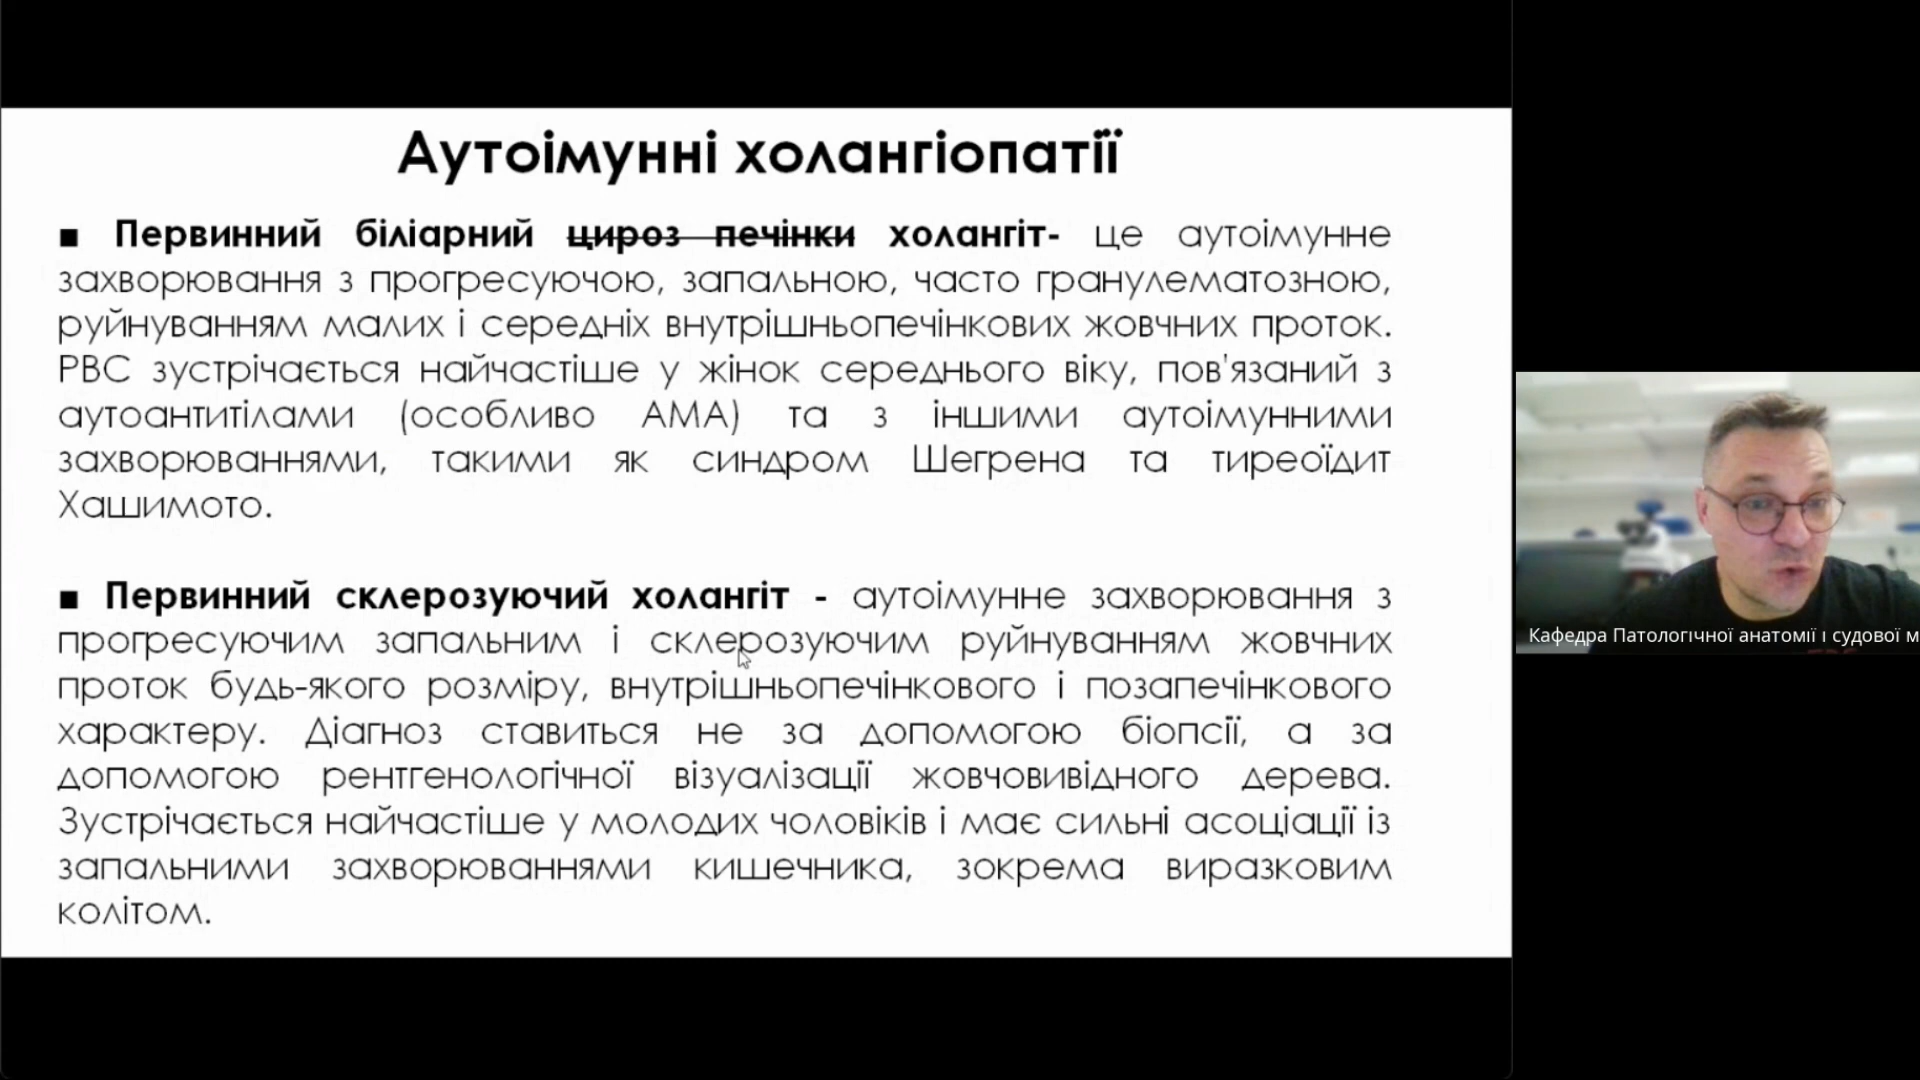 Аутоімунні холангіопатії
■ Первинний біліарний цироз печінки холангіт- це аутоімунне
захворювання з прогресуючою, запальною, часто гранулематозною,
руйнуванням малих і середніх внутрішньопечінкових жовчних проток.
PBC зустрічається найчастіше у жінок середнього віку, пов'язаний з
аутоантитілами (особливо АМА) та з іншими аутоімунними
захворюваннями, такими як синдром Шегрена та тиреоїдит
Хашимото.
■ Первинний склерозуючий холангіт - аутоімунне захворювання з
прогресуючим запальним і склерозуючим руйнуванням жовчних
проток будь-якого розміру, внутрішньопечінкового і позапечінкового
характеру. Діагноз ставиться не за допомогою біопсії, а за
допомогою рентгенологічної візуалізації жовчовивідного дерева.
Зустрічається найчастіше у молодих чоловіків і має сильні асоціації із
запальними захворюваннями кишечника, зокрема виразковим
колітом.
Кафедра Патологічної анатомії і судової м